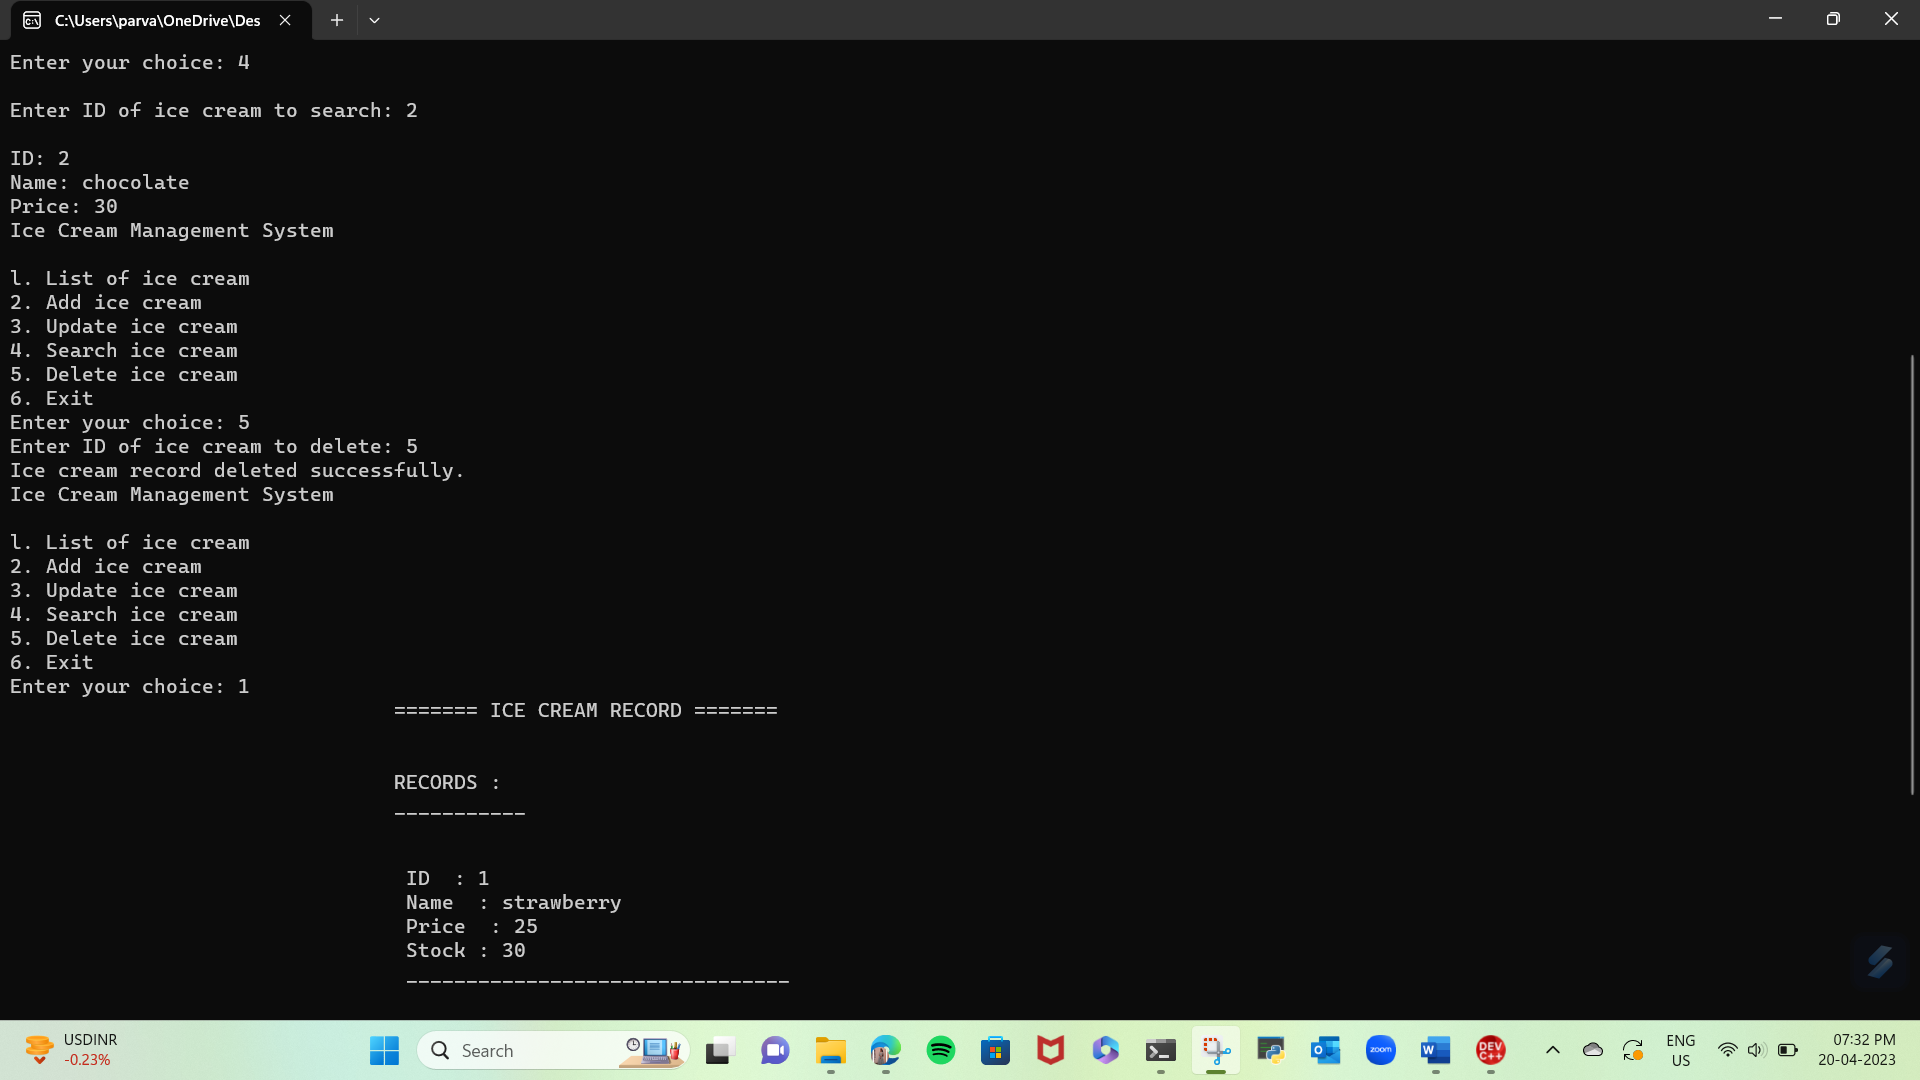 C:\Users\parva\OneDrive\Des
Enter your choice: 4
Enter ID of ice cream to search: 2
ID: 2
Name: chocolate
Price: 30
Ice Cream Management System
l. List of ice cream
2. Add ice cream
3. Update ice cream
4. Search ice cream
5. Delete ice cream
6. Exit
Enter your choice: 5
Enter ID of ice cream to delete: 5
Ice cream record deleted successfully.
Ice Cream Management System
l. List of ice cream
2. Add ice cream
3. Update ice cream
4. Search ice cream
5. Delete ice cream
6. Exit
Enter your choice: 1
======= ICE CREAM RECORD =======
RECORDS :
-----------
ID  : 1
Name  : strawberry
Price  : 25
Stock : 30
--------------------------------
USDINR
-0.23%
Search
zoom
W
DEV
C++
ENG
US
07:32 PM
20-04-2023